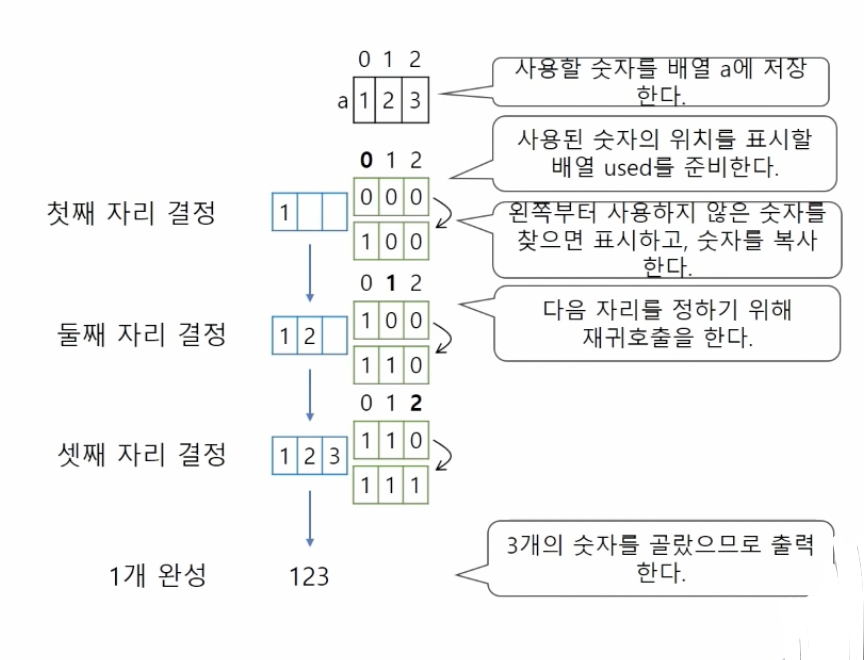 0 1 2
a 1 2 3
사용할 숫자를 배열 a에 저장
한다.
0 1 2
0 0 0
사용된 숫자의 위치를 표시할
배열 used를 준비한다.
첫째 자리 결정
1
1 0 0
왼쪽부터 사용하지 않은 숫자를
찾으면 표시하고, 숫자를 복사
한다.
0 1 2
둘째 자리 결정
1 2
1 0 0
1 1 0
다음 자리를 정하기 위해
재귀호출을 한다.
0 1 2
셋째 자리 결정
1 2 3
1 1 0
1 1 1
1개 완성
123
3개의 숫자를 골랐으므로 출력
한다.